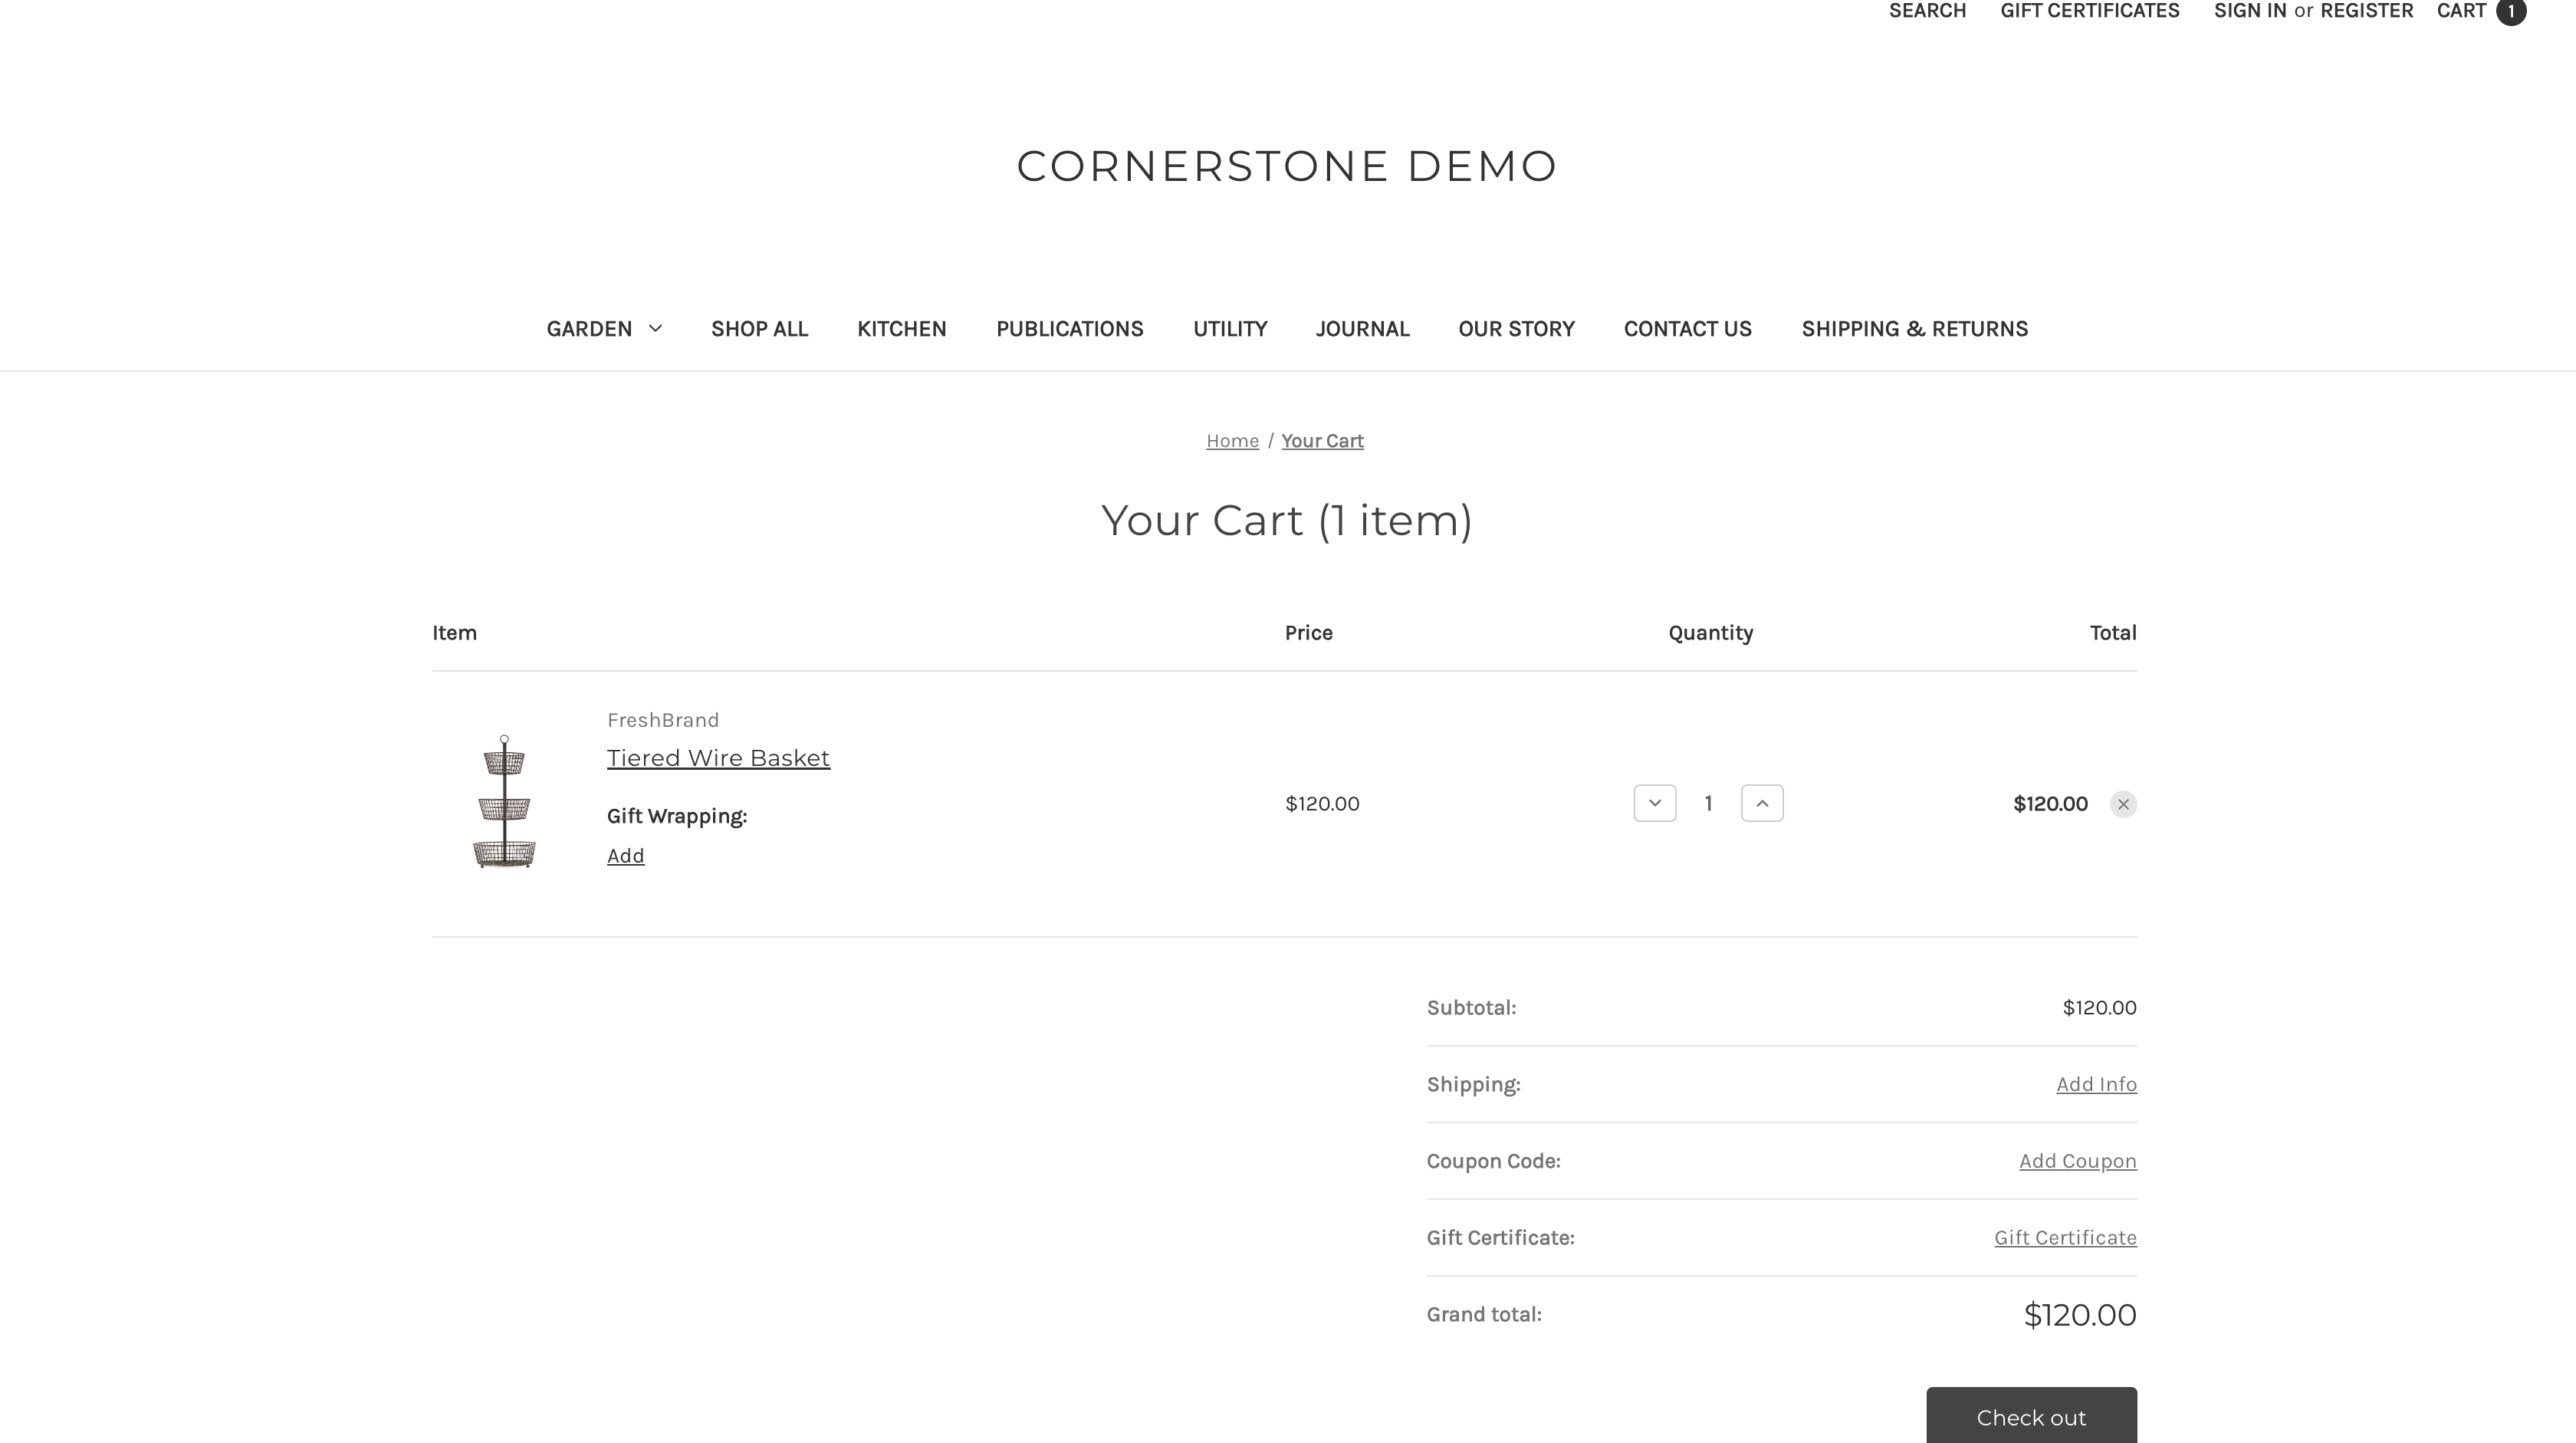 SEARCH GIFT CERTIFICATES SIGN IN or REGISTER CART 1
CORNERSTONE DEMO
GARDEN SHOP ALL KITCHEN PUBLICATIONS UTILITY JOURNAL OUR STORY CONTACT US SHIPPING & RETURNS
Home / Your Cart
Your Cart (1 item)
Item Price Quantity Total
FreshBrand
Tiered Wire Basket
Gift Wrapping:
Add
$120.00 1 $120.00
Subtotal: $120.00
Shipping: Add Info
Coupon Code: Add Coupon
Gift Certificate: Gift Certificate
Grand total: $120.00
Check out